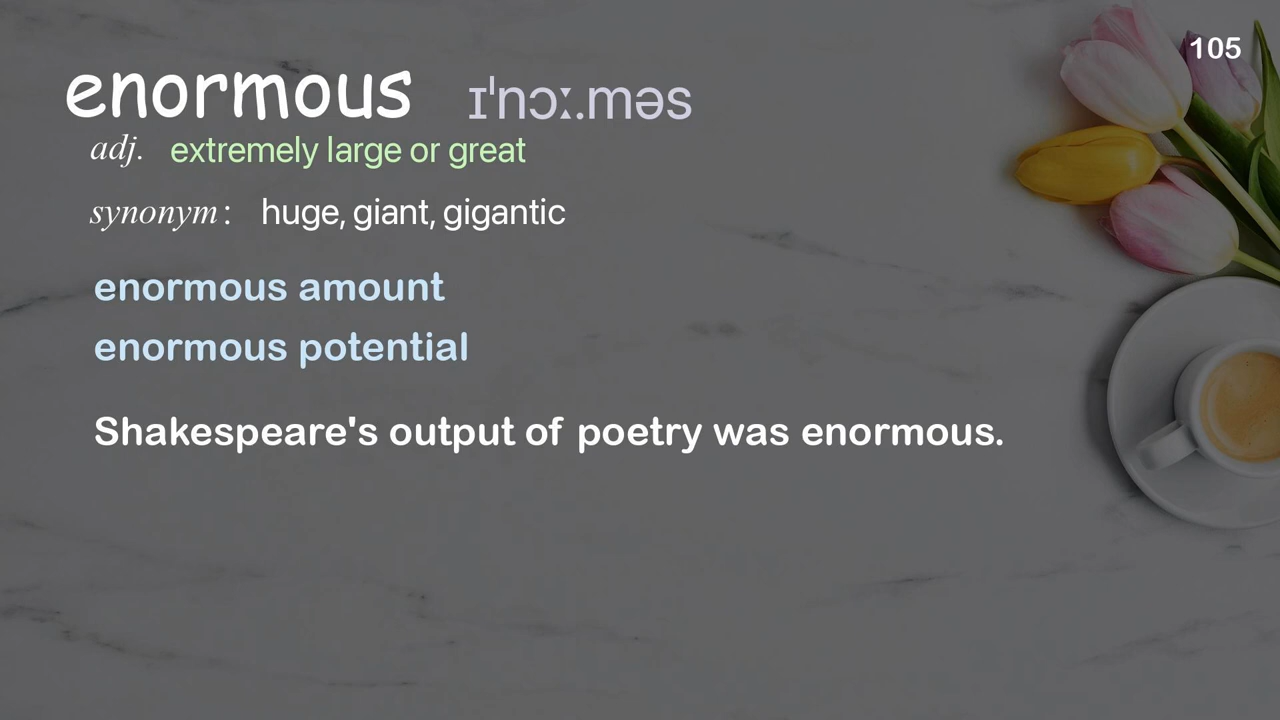 105
enormous ɪˈnɔː.məs
adj. extremely large or great
synonym: huge, giant, gigantic
enormous amount
enormous potential
Shakespeare's output of poetry was enormous.